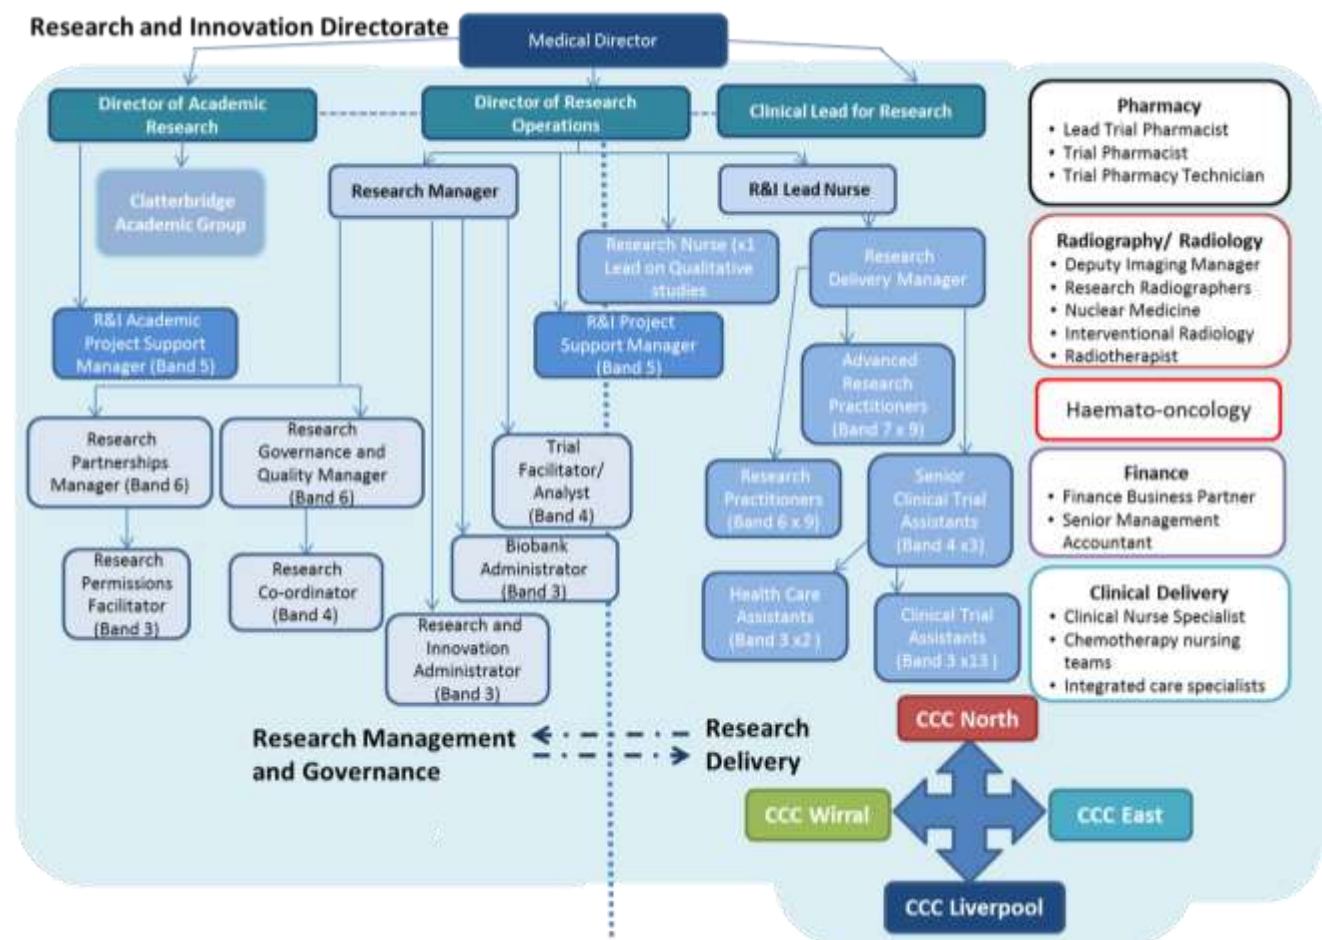 Research and Innovation Directorate
Medical Director
Director of Academic
Research
Director of Research
Operations
Clinical Lead for Research
Clatterbridge
Academic Group
Research Manager
R&I Lead Nurse
Research Nurse (x1
Lead on Qualitative
studies
Research
Delivery Manager
R&I Academic
Project Support
Manager (Band 5)
R&I Project
Support Manager
(Band 5)
Advanced
Research
Practitioners
(Band 7 x 9)
Research
Partnerships
Manager (Band 6)
Research
Governance and
Quality Manager
(Band 6)
Trial
Facilitator/
Analyst
(Band 4)
Research
Practitioners
(Band 6 x 9)
Senior
Clinical Trial
Assistants
(Band 4 x3)
Research
Permissions
Facilitator
(Band 3)
Research
Co-ordinator
(Band 4)
Biobank
Administrator
(Band 3)
Research and
Innovation
Administrator
(Band 3)
Health Care
Assistants
(Band 3 x2 )
Clinical Trial
Assistants
(Band 3 x13 )
Pharmacy
• Lead Trial Pharmacist
• Trial Pharmacist
• Trial Pharmacy Technician
Radiography/ Radiology
• Deputy Imaging Manager
• Research Radiographers
• Nuclear Medicine
• Interventional Radiology
• Radiotherapist
Haemato-oncology
Finance
• Finance Business Partner
• Senior Management
Accountant
Clinical Delivery
• Clinical Nurse Specialist
• Chemotherapy nursing
teams
• Integrated care specialists
Research Management
and Governance
Research
Delivery
CCC North
CCC Wirral
CCC East
CCC Liverpool